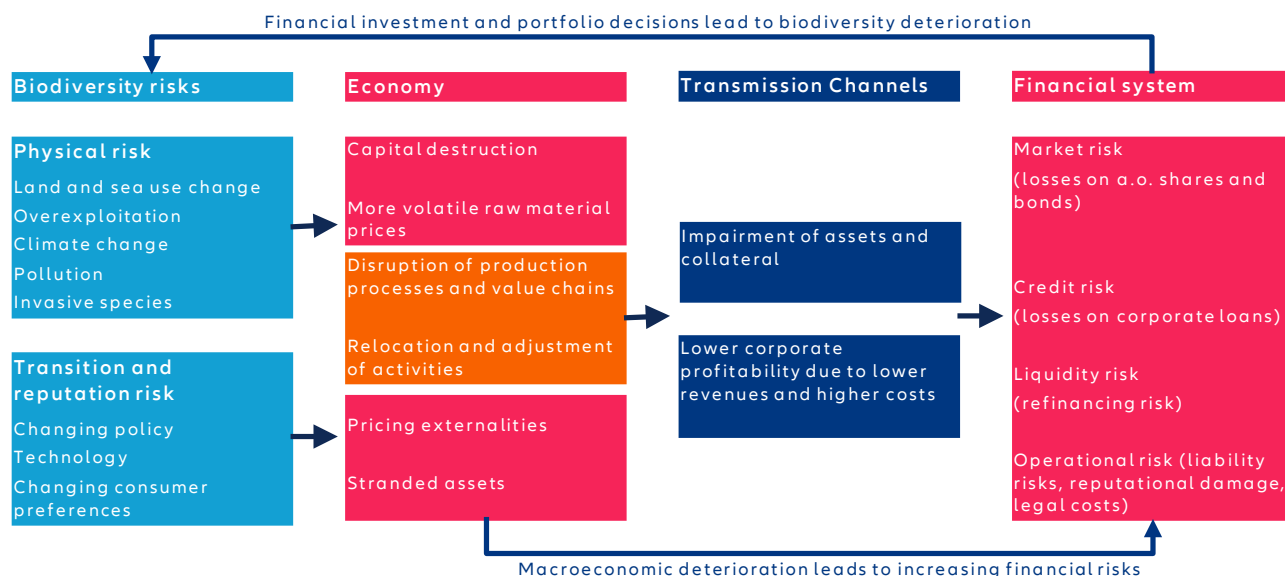 Financial investment and portfolio decisions lead to biodiversity deterioration
Biodiversity risks
Economy
Transmission Channels
Financial system
Physical risk
Land and sea use change
Overexploitation
Climate change
Pollution
Invasive species
Transition and
reputation risk
Changing policy
Technology
Changing consumer
preferences
Capital destruction
More volatile raw material
prices
Disruption of production
processes and value chains
Relocation and adjustment
of activities
Pricing externalities
Stranded assets
Impairment of assets and
collateral
Lower corporate
profitability due to lower
revenues and higher costs
Market risk
(losses on a.o. shares and
bonds)
Credit risk
(losses on corporate loans)
Liquidity risk
(refinancing risk)
Operational risk (liability
risks, reputational damage,
legal costs)
Macroeconomic deterioration leads to increasing financial risks